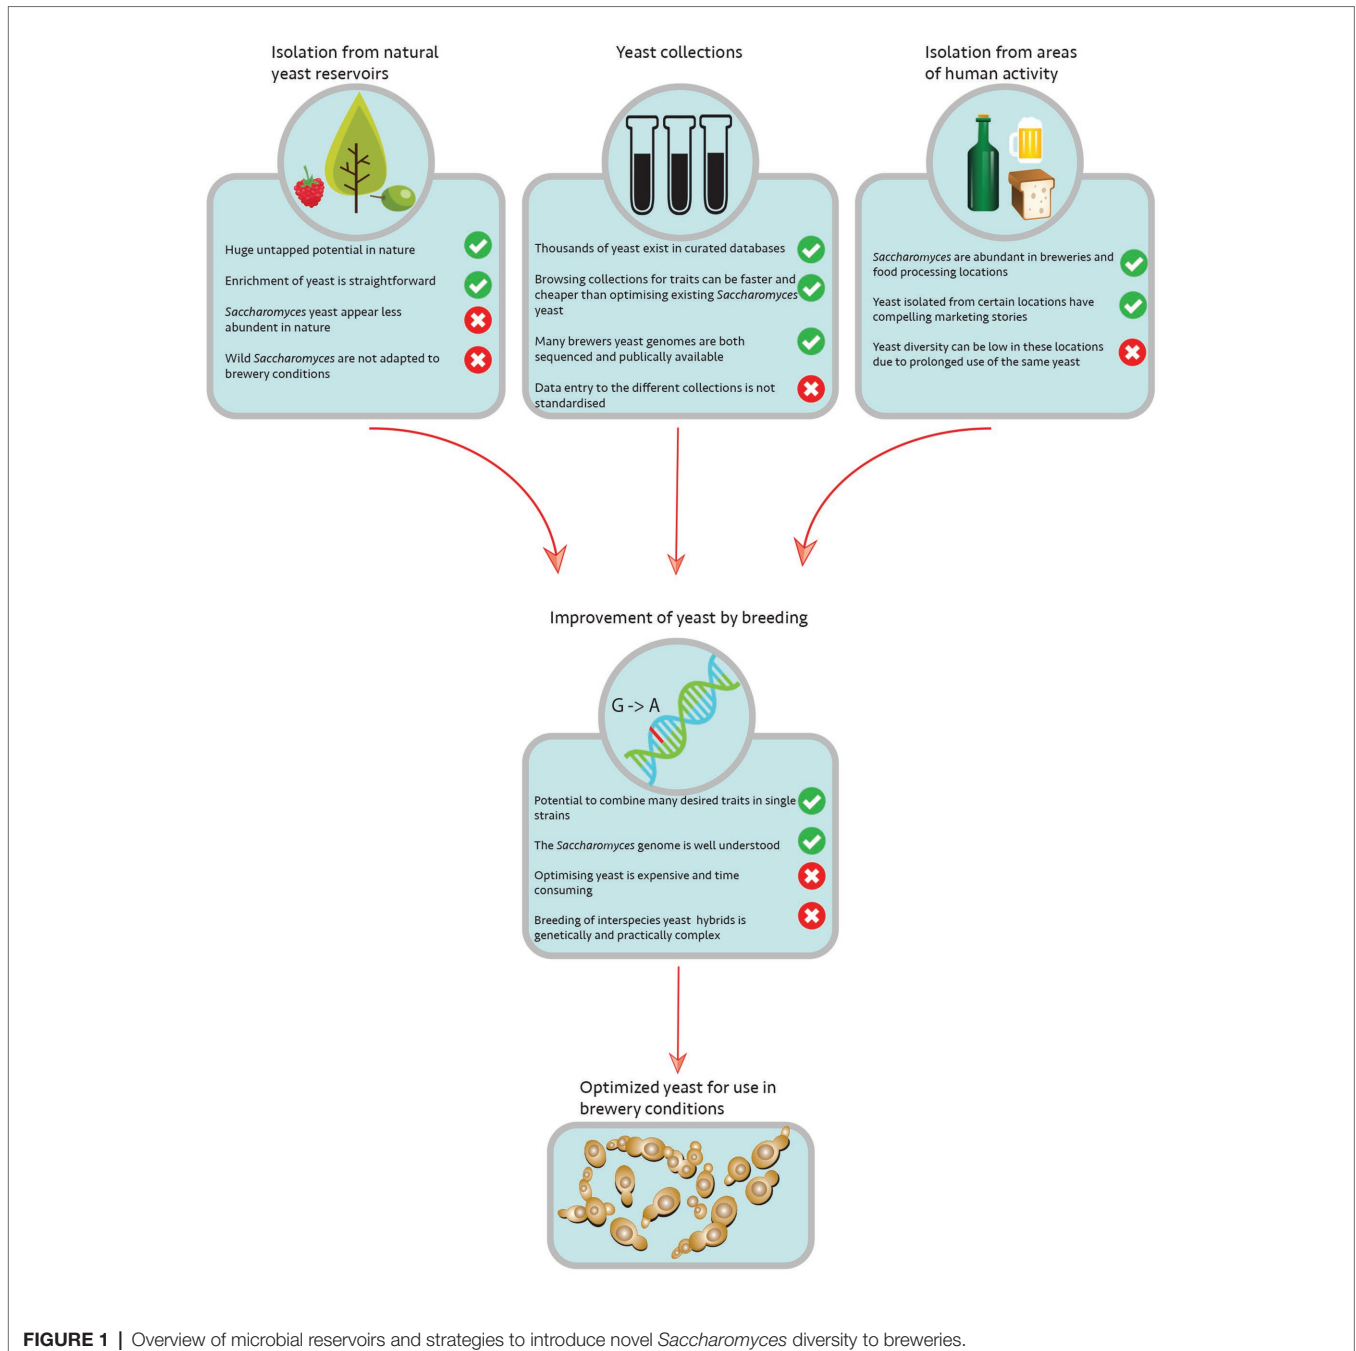 Isolation from natural
yeast reservoirs
Huge untapped potential in nature
Enrichment of yeast is straightforward
Saccharomyces yeast appear less
abundent in nature
Wild Saccharomyces are not adapted to
brewery conditions
Yeast collections
Thousands of yeast exist in curated databases
Browsing collections for traits can be faster and
cheaper than optimising existing Saccharomyces
yeast
Many brewers yeast genomes are both
sequenced and publically available
Data entry to the different collections is not
standardised
Isolation from areas
of human activity
Saccharomyces are abundant in breweries and
food processing locations
Yeast isolated from certain locations have
compelling marketing stories
Yeast diversity can be low in these locations
due to prolonged use of the same yeast
Improvement of yeast by breeding
G -> A
Potential to combine many desired traits in single
strains
The Saccharomyces genome is well understood
Optimising yeast is expensive and time
consuming
Breeding of interspecies yeast hybrids is
genetically and practically complex
Optimized yeast for use in
brewery conditions
FIGURE 1 | Overview of microbial reservoirs and strategies to introduce novel Saccharomyces diversity to breweries.